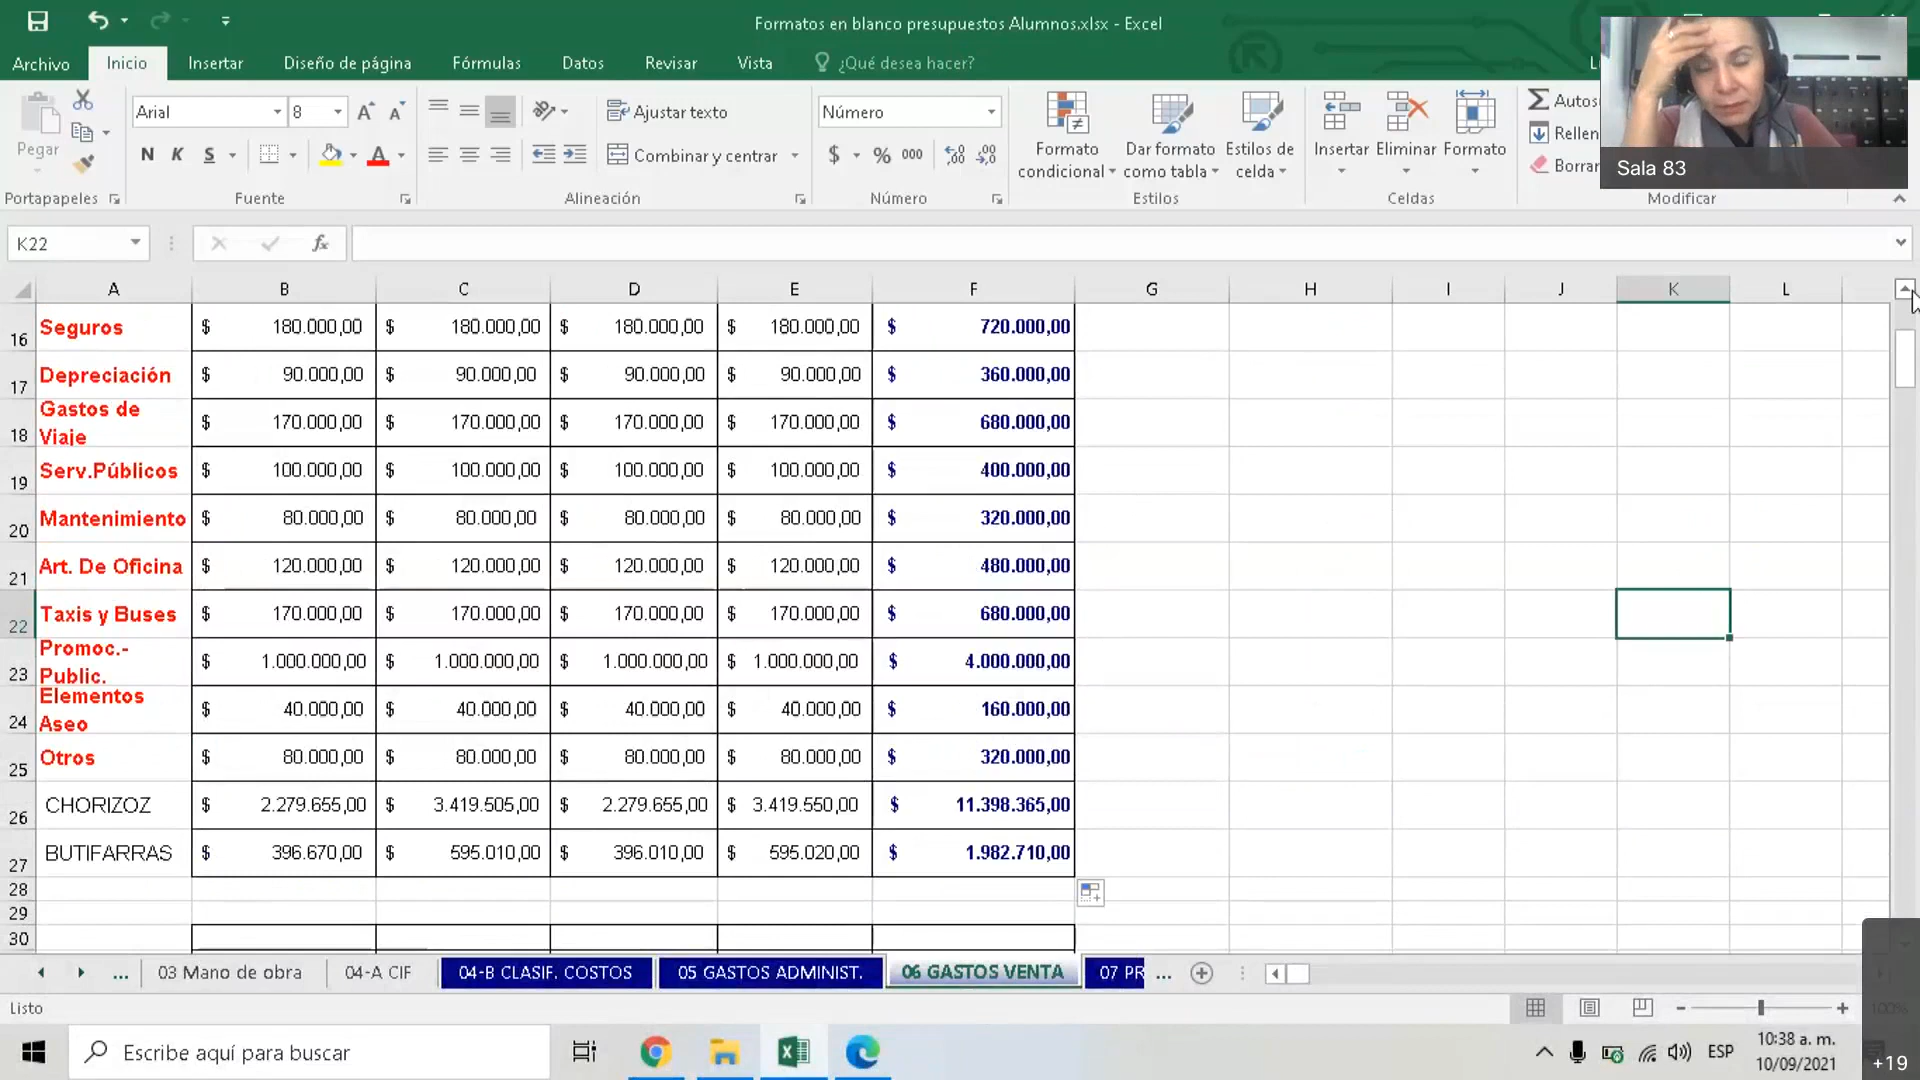 Formatos en blanco presupuestos Alumnos.xlsx - Excel
Archivo Inicio Insertar Diseño de página Fórmulas Datos Revisar Vista ¿Qué desea hacer?
Pegar Arial 8 Ajustar texto Número Autos
N K S Combinar y centrar $ % 000 Formato condicional Dar formato como tabla Estilos de celda Insertar Eliminar Formato Rellen
Borrar
Sala 83
Portapapeles Fuente Alineación Número Estilos Celdas Modificar
K22 fx
A B C D E F G H I J K L
16 Seguros $ 180.000,00 $ 180.000,00 $ 180.000,00 $ 180.000,00 $ 720.000,00
17 Depreciación $ 90.000,00 $ 90.000,00 $ 90.000,00 $ 90.000,00 $ 360.000,00
18 Gastos de Viaje $ 170.000,00 $ 170.000,00 $ 170.000,00 $ 170.000,00 $ 680.000,00
19 Serv.Públicos $ 100.000,00 $ 100.000,00 $ 100.000,00 $ 100.000,00 $ 400.000,00
20 Mantenimiento $ 80.000,00 $ 80.000,00 $ 80.000,00 $ 80.000,00 $ 320.000,00
21 Art. De Oficina $ 120.000,00 $ 120.000,00 $ 120.000,00 $ 120.000,00 $ 480.000,00
22 Taxis y Buses $ 170.000,00 $ 170.000,00 $ 170.000,00 $ 170.000,00 $ 680.000,00
23 Promoc.- Public. $ 1.000.000,00 $ 1.000.000,00 $ 1.000.000,00 $ 1.000.000,00 $ 4.000.000,00
24 Elementos Aseo $ 40.000,00 $ 40.000,00 $ 40.000,00 $ 40.000,00 $ 160.000,00
25 Otros $ 80.000,00 $ 80.000,00 $ 80.000,00 $ 80.000,00 $ 320.000,00
26 CHORIZOZ $ 2.279.655,00 $ 3.419.505,00 $ 2.279.655,00 $ 3.419.550,00 $ 11.398.365,00
27 BUTIFARRAS $ 396.670,00 $ 595.010,00 $ 396.010,00 $ 595.020,00 $ 1.982.710,00
28
29
30
... 03 Mano de obra 04-A CIF 04-B CLASIF. COSTOS 05 GASTOS ADMINIST. 06 GASTOS VENTA 07 PR ...
Listo 100%
Escribe aquí para buscar ESP 10:38 a. m.
10/09/2021
+19